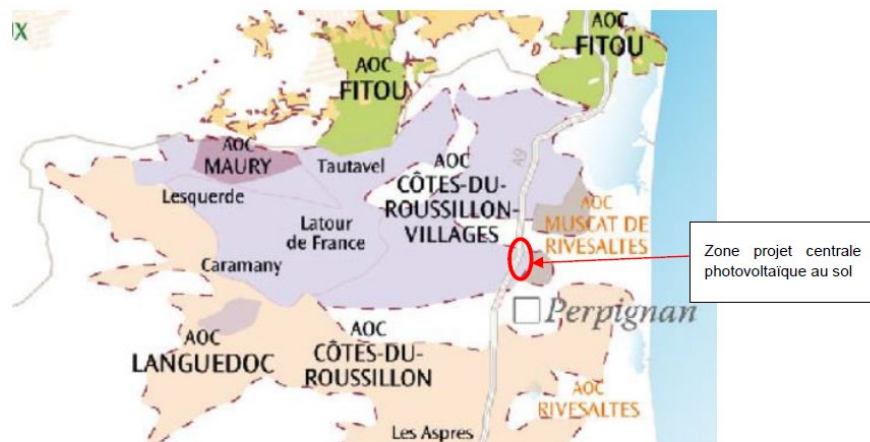 UX
AOC
FITOU
AOC
FITOU
D
AOC
MAURY
Tautavel
Lesquerde
AOC
CÔTES-DU-
ROUSSILLON-
VILLAGES
A9
Latour
de France
Caramany
AOC
MUSCAT DE
RIVESALTES
Zone projet centrale
photovoltaïque au sol
Perpignan
AOC
LANGUEDOC
AOC
CÔTES-DU-
ROUSSILLON
AOC
RIVESALTES
Les Aspres